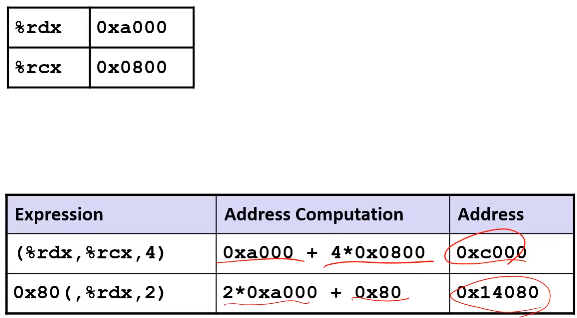 %rdx 0xa000
%rcx 0x0800
Expression Address Computation Address
(%rdx,%rcx,4) 0xa000 + 4*0x0800 0xc000
0x80(,%rdx,2) 2*0xa000 + 0x80 0x14080